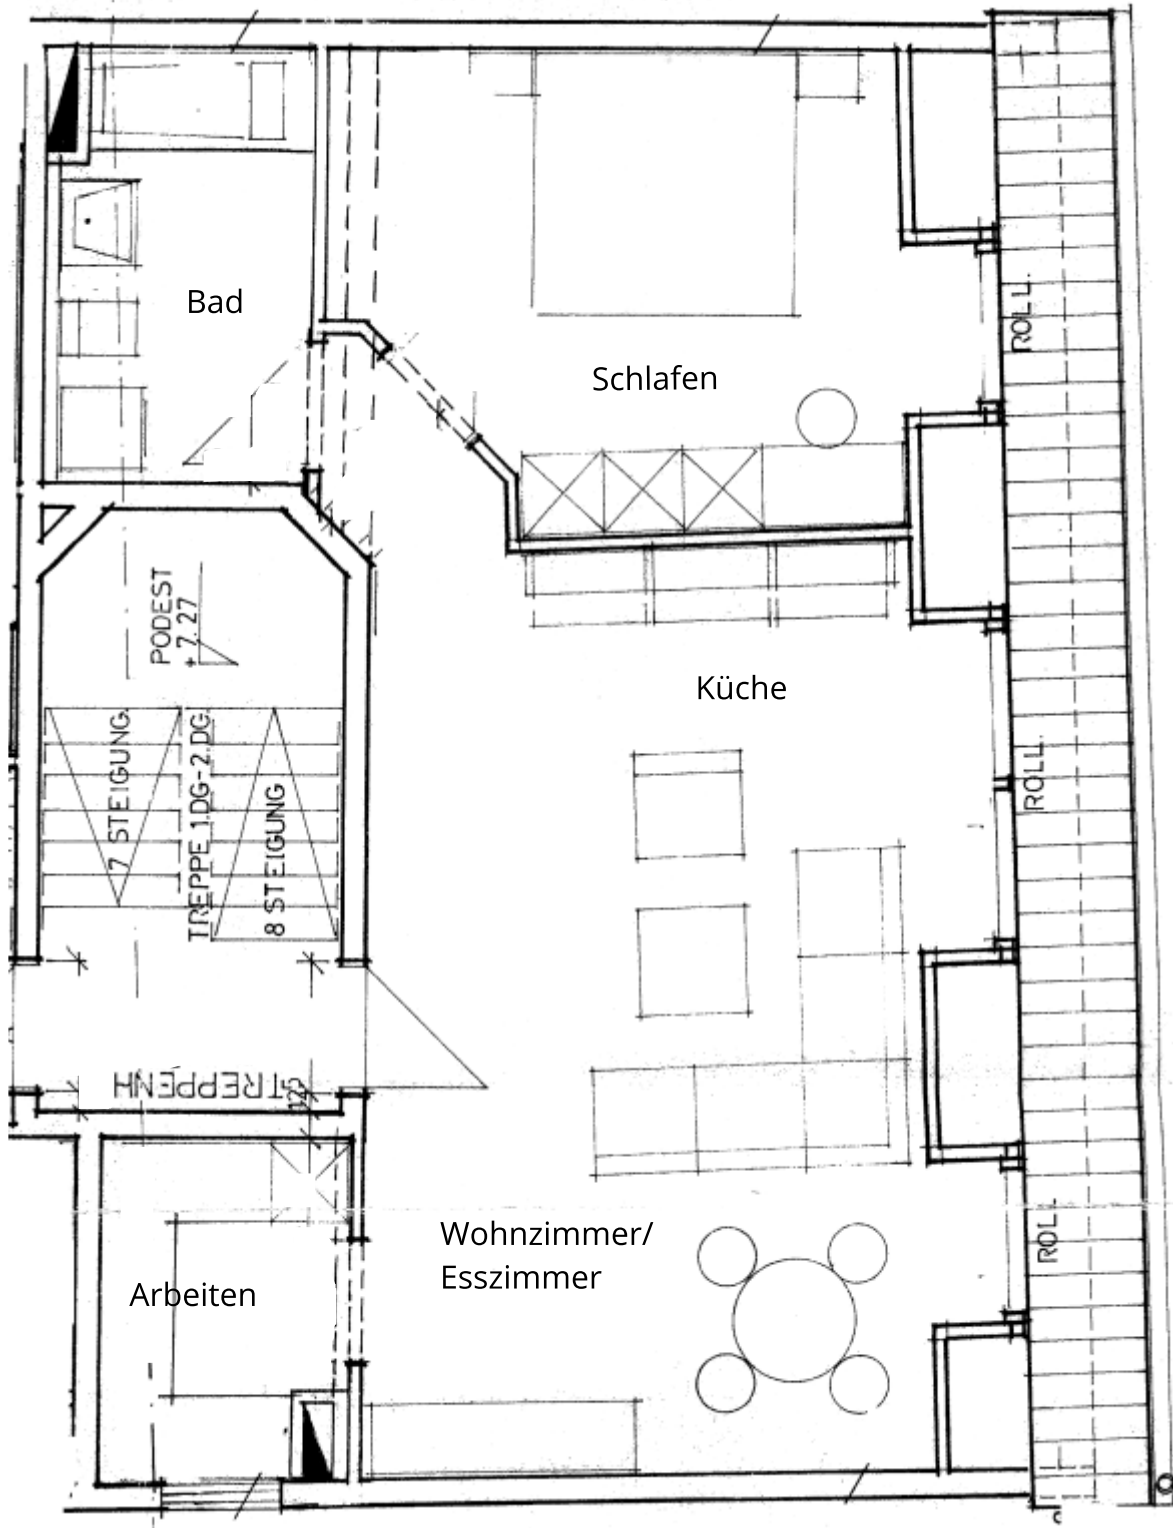 Bad
ROLL.
Schlafen
PODEST
+7.27
Küche
7 STEIGUNG.
TREPPE 1.DG-2.DG.
8 STEIGUNG
ROLL.
TREPPENH
12⁵
Wohnzimmer/
Esszimmer
ROLL.
Arbeiten